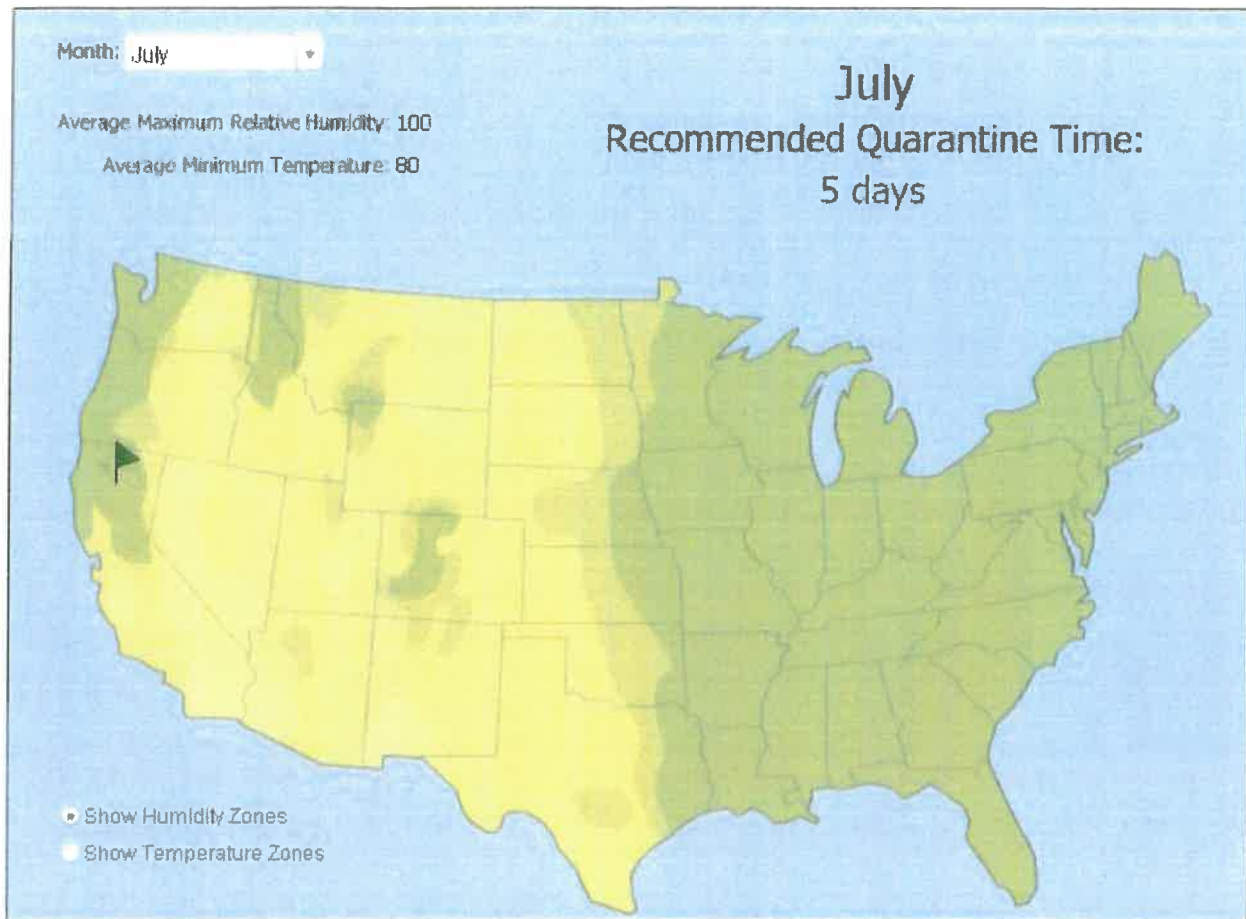 Month: July
July
Recommended Quarantine Time:
5 days
Average Maximum Relative Humidity: 100
Average Minimum Temperature: 80
Show Humidity Zones
Show Temperature Zones